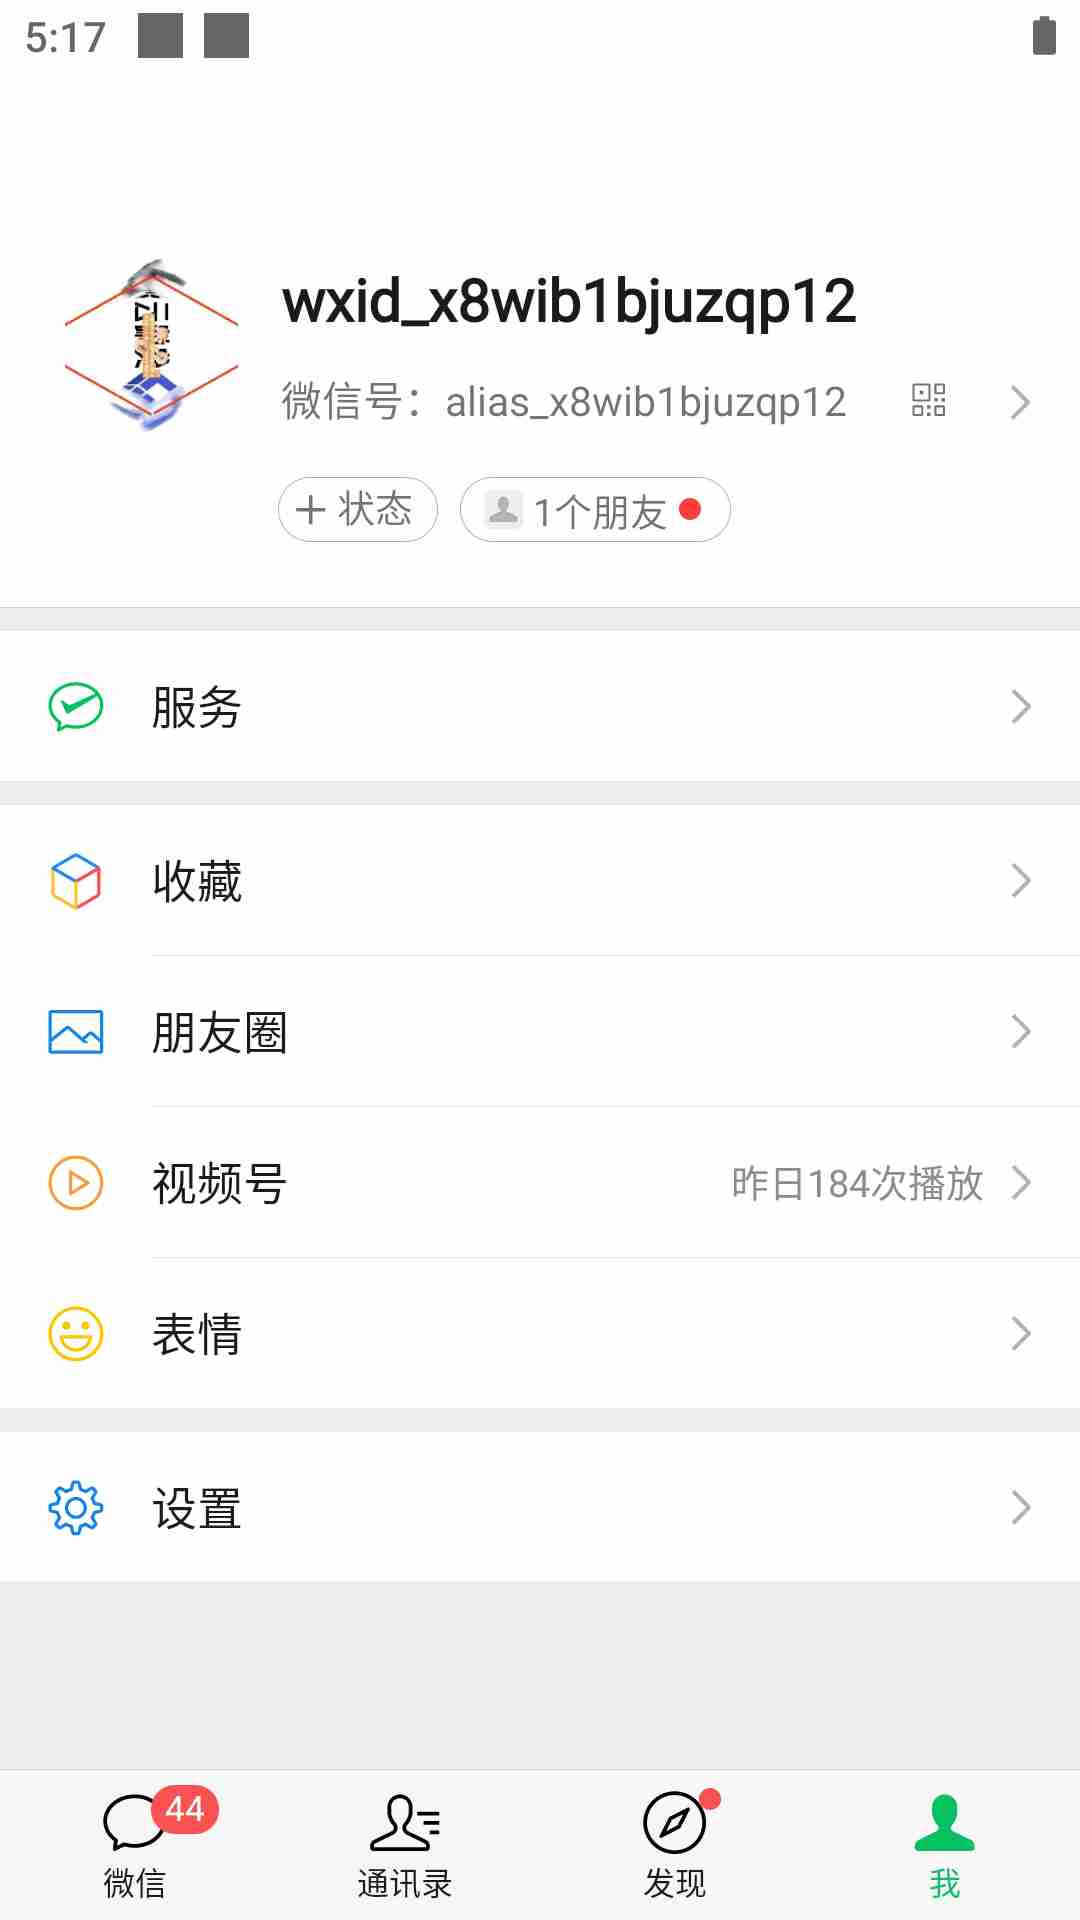 5:17
wxid_x8wib1bjuzqp12
微信号：alias_x8wib1bjuzqp12
+ 状态
1个朋友
服务
收藏
朋友圈
视频号
昨日184次播放
表情
设置
44
微信
通讯录
发现
我